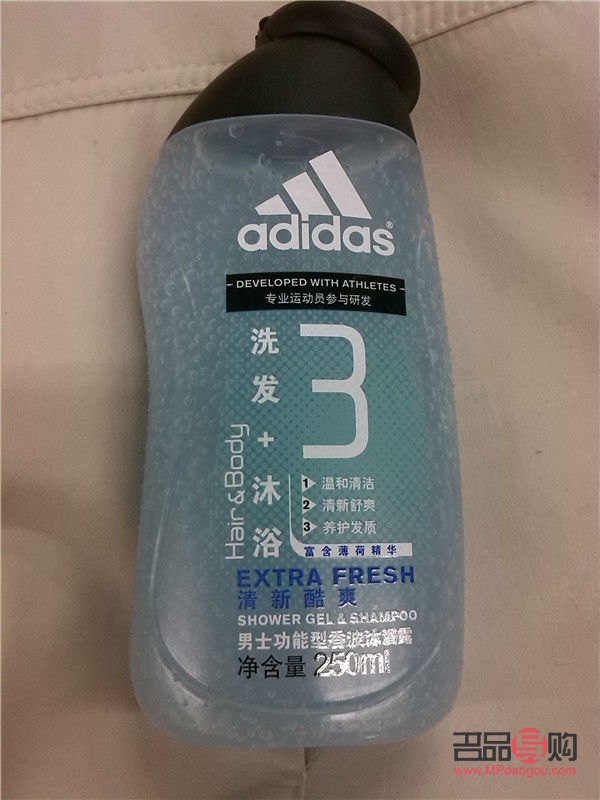 adidas®
DEVELOPED WITH ATHLETES
专业运动员参与研发
3
洗发+沐浴
Hair&Body
1 温和清洁
2 清新舒爽
3 养护发质
富含薄荷精华
EXTRA FRESH
清新酷爽
SHOWER GEL & SHAMPOO
男士功能型香波沐浴露
净含量 250ml
名品导购
www.MPdaogou.com